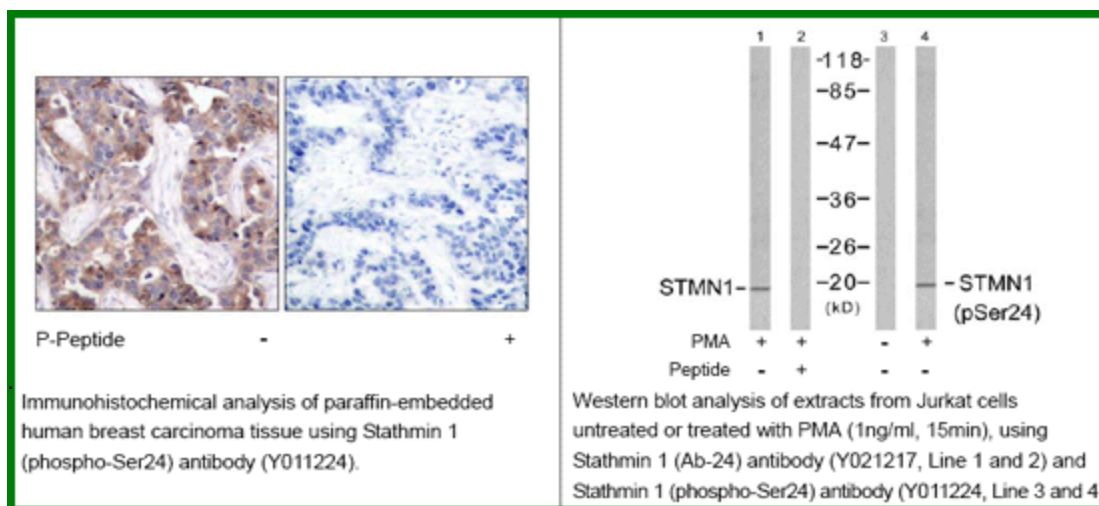 P-Peptide - +
Immunohistochemical analysis of paraffin-embedded
human breast carcinoma tissue using Stathmin 1
(phospho-Ser24) antibody (Y011224).
1 2 3 4
-118-
-85-
-47-
-36-
-26-
STMN1- -20- -STMN1
(kD) (pSer24)
PMA + + - +
Peptide - + - -
Western blot analysis of extracts from Jurkat cells
untreated or treated with PMA (1ng/ml, 15min), using
Stathmin 1 (Ab-24) antibody (Y021217, Line 1 and 2) and
Stathmin 1 (phospho-Ser24) antibody (Y011224, Line 3 and 4